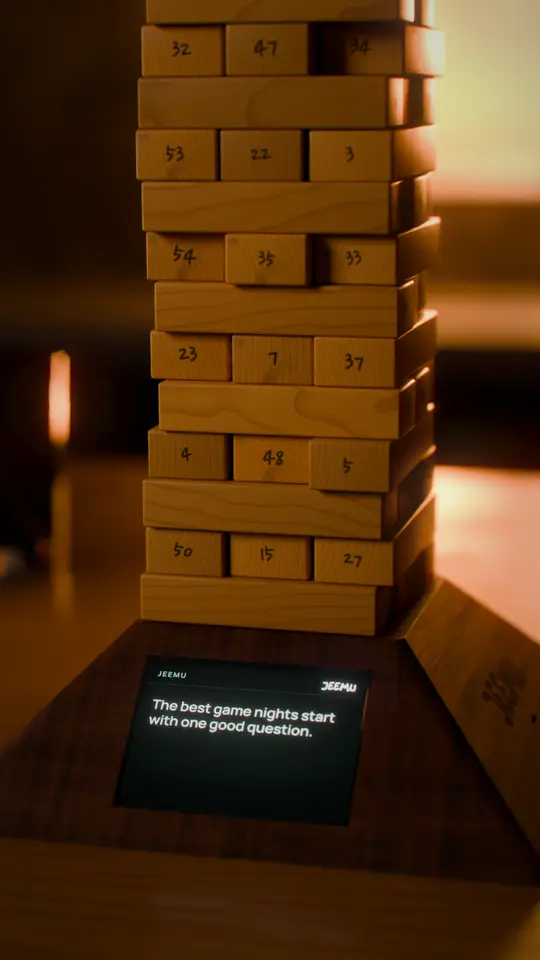 32 47 34
53 22 3
54 35 33
23 7 37
4 48 5
50 15 27
JEEMU JEEMU
The best game nights start
with one good question.
JEEMU